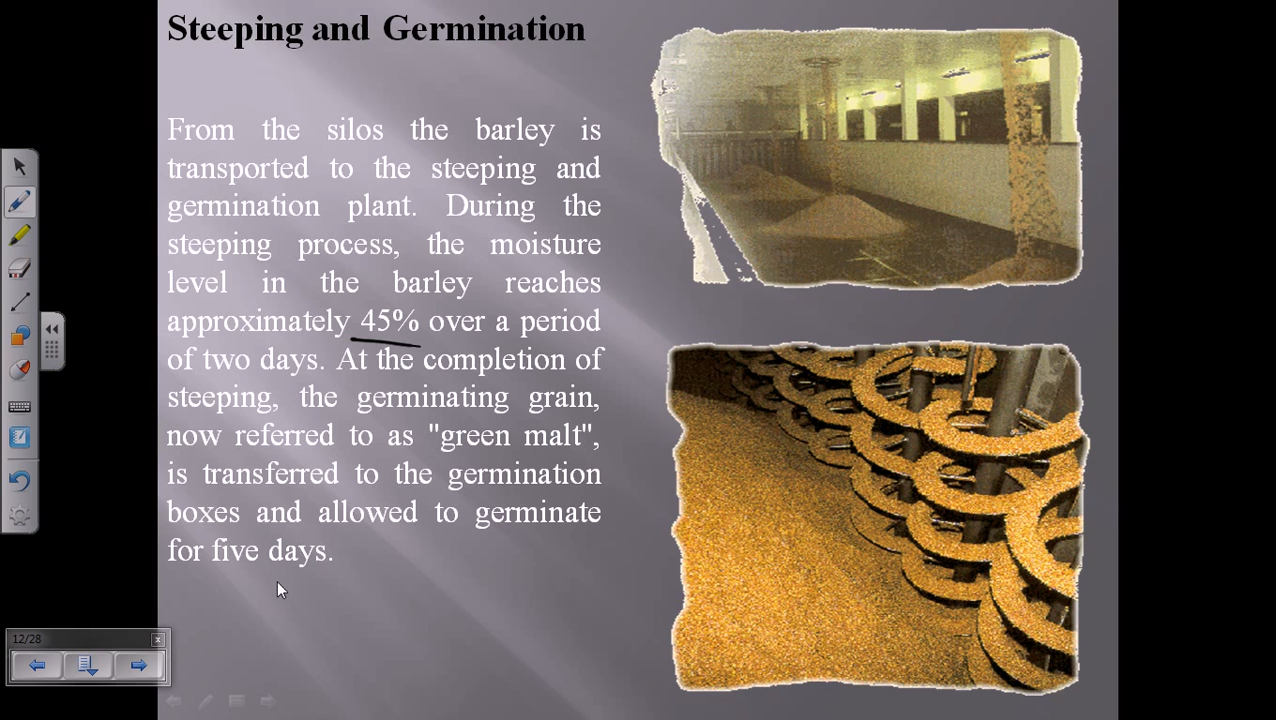 Steeping and Germination
From the silos the barley is
transported to the steeping and
germination plant. During the
steeping process, the moisture
level in the barley reaches
approximately 45% over a period
of two days. At the completion of
steeping, the germinating grain,
now referred to as "green malt",
is transferred to the germination
boxes and allowed to germinate
for five days.
12/28
x